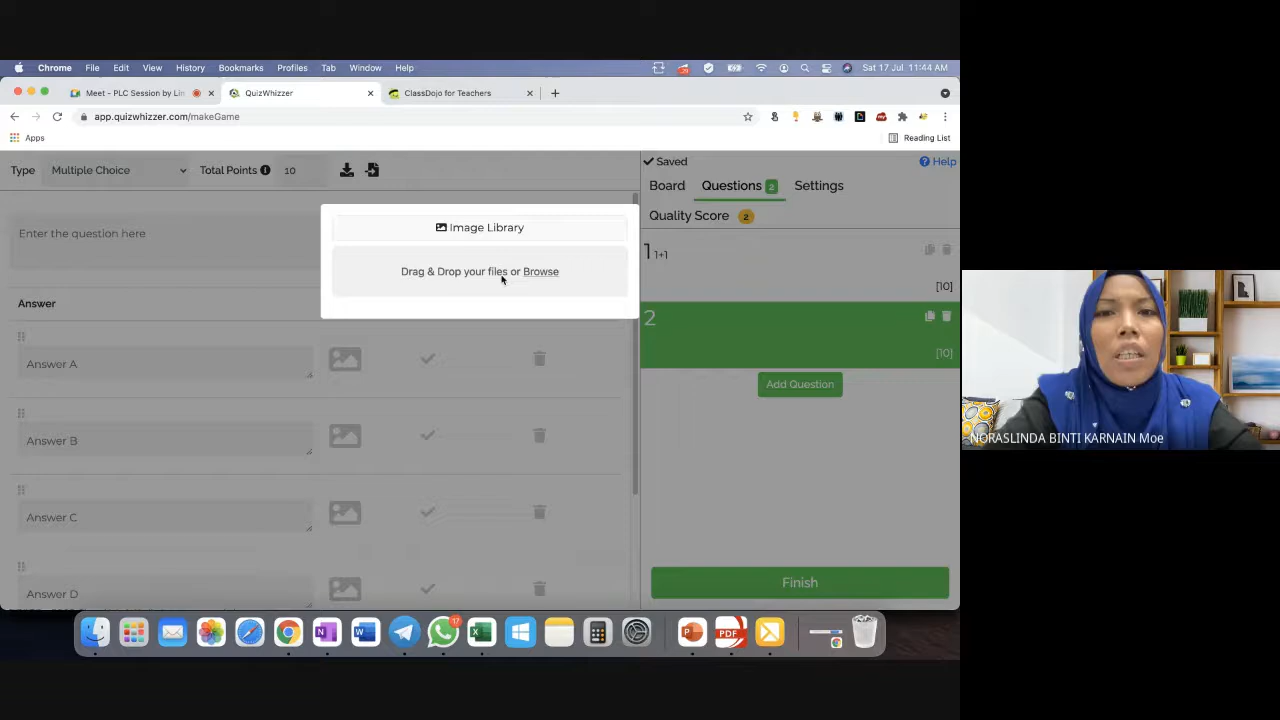 Chrome File Edit View History Bookmarks Profiles Tab Window Help Sat 17 Jul 11:44 AM
Meet - PLC Session by Lin QuizWhizzer ClassDojo for Teachers
app.quizwhizzer.com/makeGame
Apps Reading List
Type Multiple Choice Total Points 10
Saved Help
Board Questions 2 Settings
Quality Score 2
Enter the question here
Image Library
Drag & Drop your files or Browse
1 1+1
[10]
2
[10]
Add Question
Answer
Answer A
Answer B
Answer C
Answer D
Finish
17
PDF
NORASLINDA BINTI KARNAIN Moe